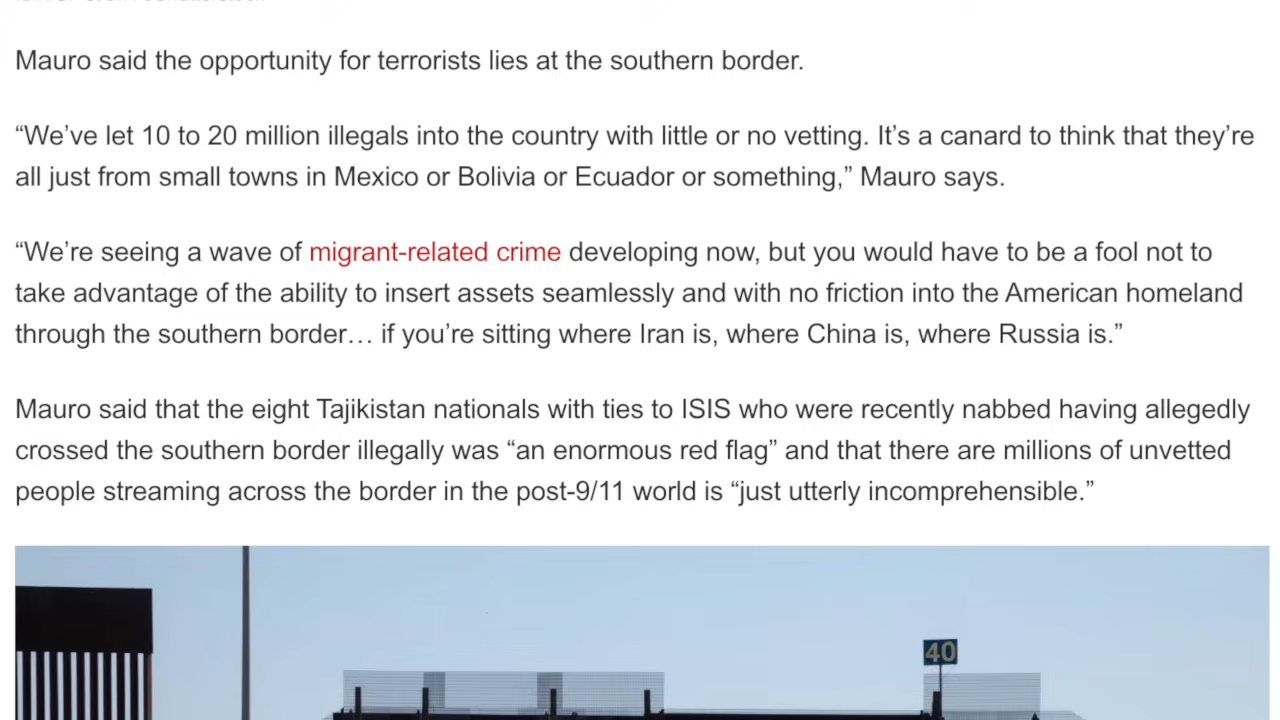 Mauro said the opportunity for terrorists lies at the southern border.
“We’ve let 10 to 20 million illegals into the country with little or no vetting. It’s a canard to think that they’re
all just from small towns in Mexico or Bolivia or Ecuador or something,” Mauro says.
“We’re seeing a wave of migrant-related crime developing now, but you would have to be a fool not to
take advantage of the ability to insert assets seamlessly and with no friction into the American homeland
through the southern border… if you’re sitting where Iran is, where China is, where Russia is.”
Mauro said that the eight Tajikistan nationals with ties to ISIS who were recently nabbed having allegedly
crossed the southern border illegally was “an enormous red flag” and that there are millions of unvetted
people streaming across the border in the post-9/11 world is “just utterly incomprehensible.”
40